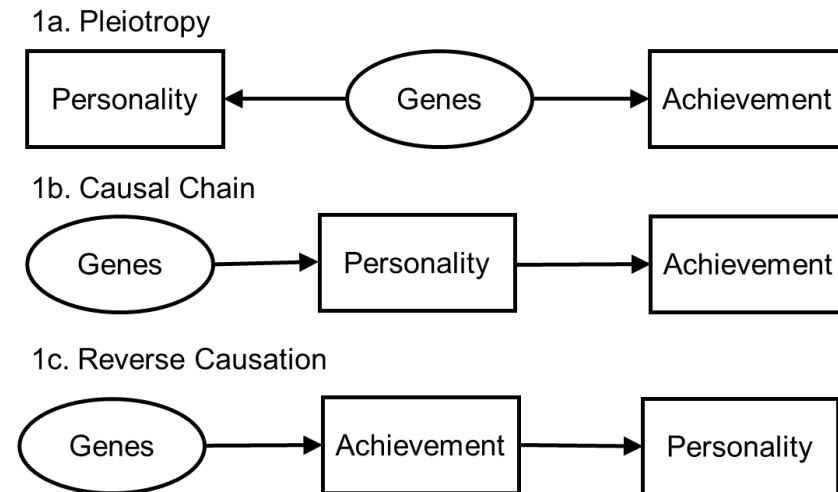 1a. Pleiotropy
Personality Genes Achievement
1b. Causal Chain
Genes Personality Achievement
1c. Reverse Causation
Genes Achievement Personality